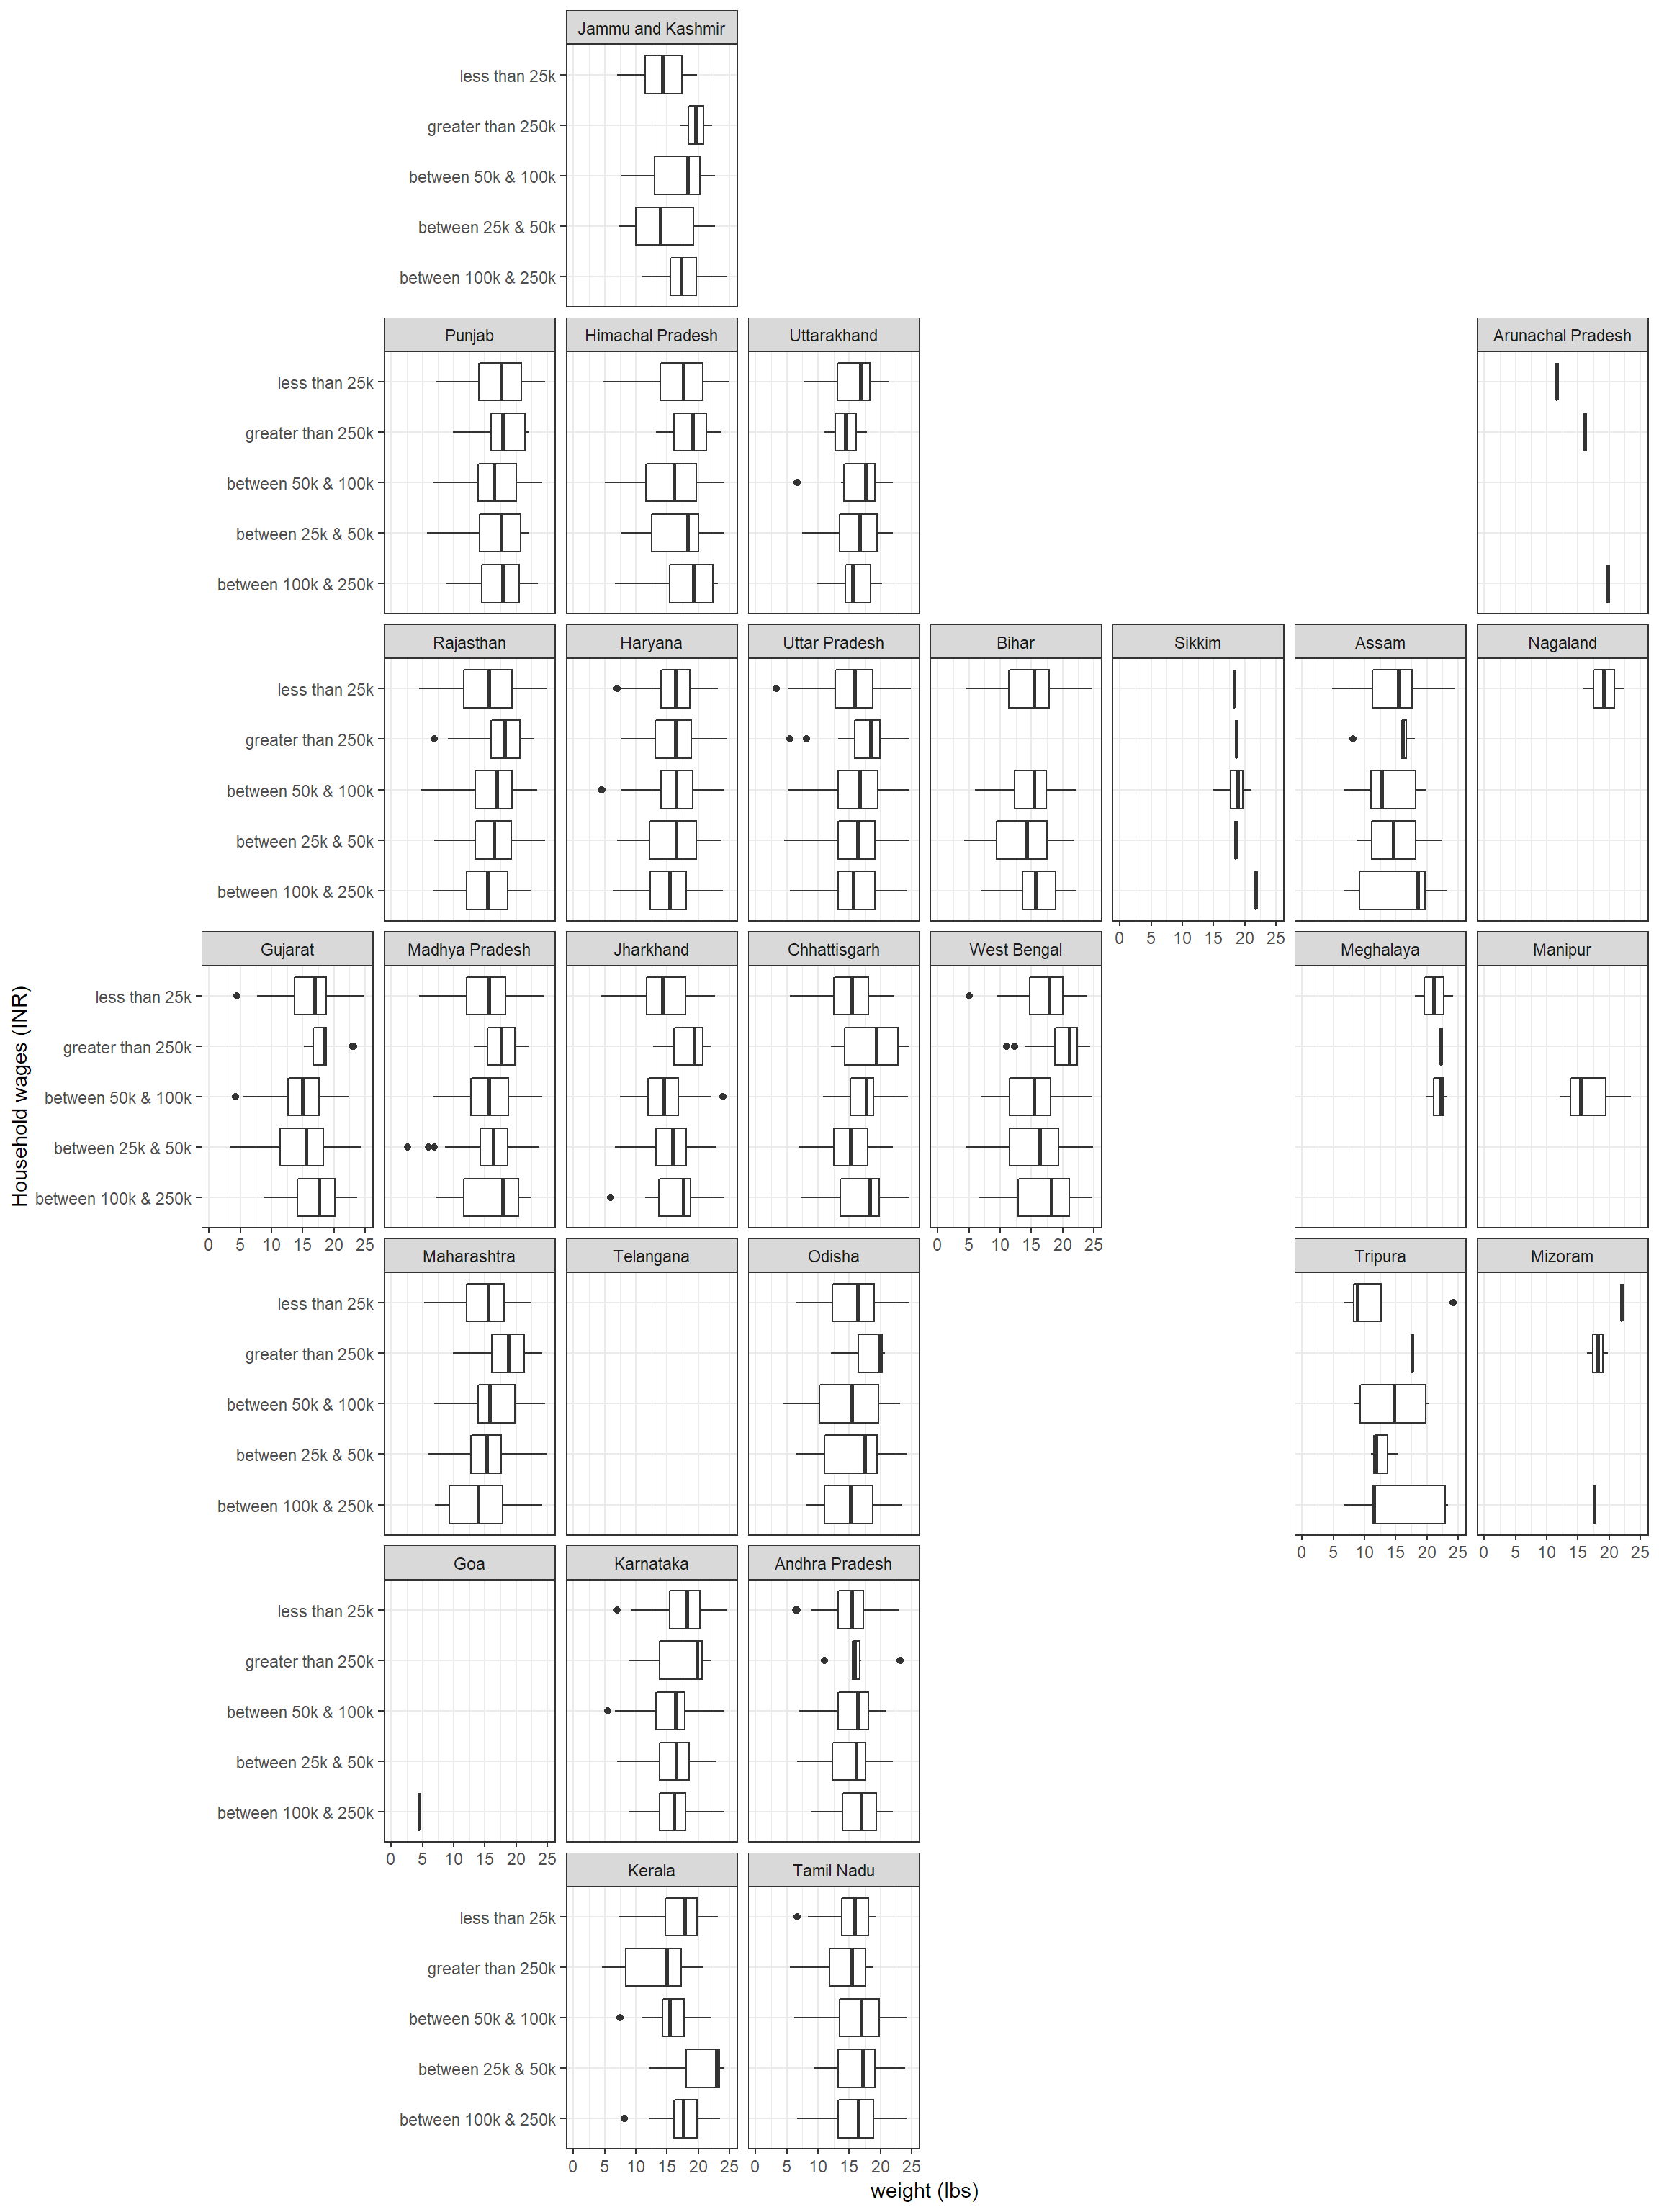 Jammu and Kashmir
less than 25k
greater than 250k
between 50k & 100k
between 25k & 50k
between 100k & 250k
Punjab Himachal Pradesh Uttarakhand Arunachal Pradesh
less than 25k
greater than 250k
between 50k & 100k
between 25k & 50k
between 100k & 250k
Rajasthan Haryana Uttar Pradesh Bihar Sikkim Assam Nagaland
less than 25k
greater than 250k
between 50k & 100k
between 25k & 50k
between 100k & 250k
0 5 10 15 20 25
Gujarat Madhya Pradesh Jharkhand Chhattisgarh West Bengal Meghalaya Manipur
less than 25k
greater than 250k
between 50k & 100k
between 25k & 50k
between 100k & 250k
Household wages (INR)
0 5 10 15 20 25 0 5 10 15 20 25
Maharashtra Telangana Odisha Tripura Mizoram
less than 25k
greater than 250k
between 50k & 100k
between 25k & 50k
between 100k & 250k
0 5 10 15 20 25 0 5 10 15 20 25
Goa Karnataka Andhra Pradesh
less than 25k
greater than 250k
between 50k & 100k
between 25k & 50k
between 100k & 250k
0 5 10 15 20 25
Kerala Tamil Nadu
less than 25k
greater than 250k
between 50k & 100k
between 25k & 50k
between 100k & 250k
0 5 10 15 20 25 0 5 10 15 20 25
weight (lbs)